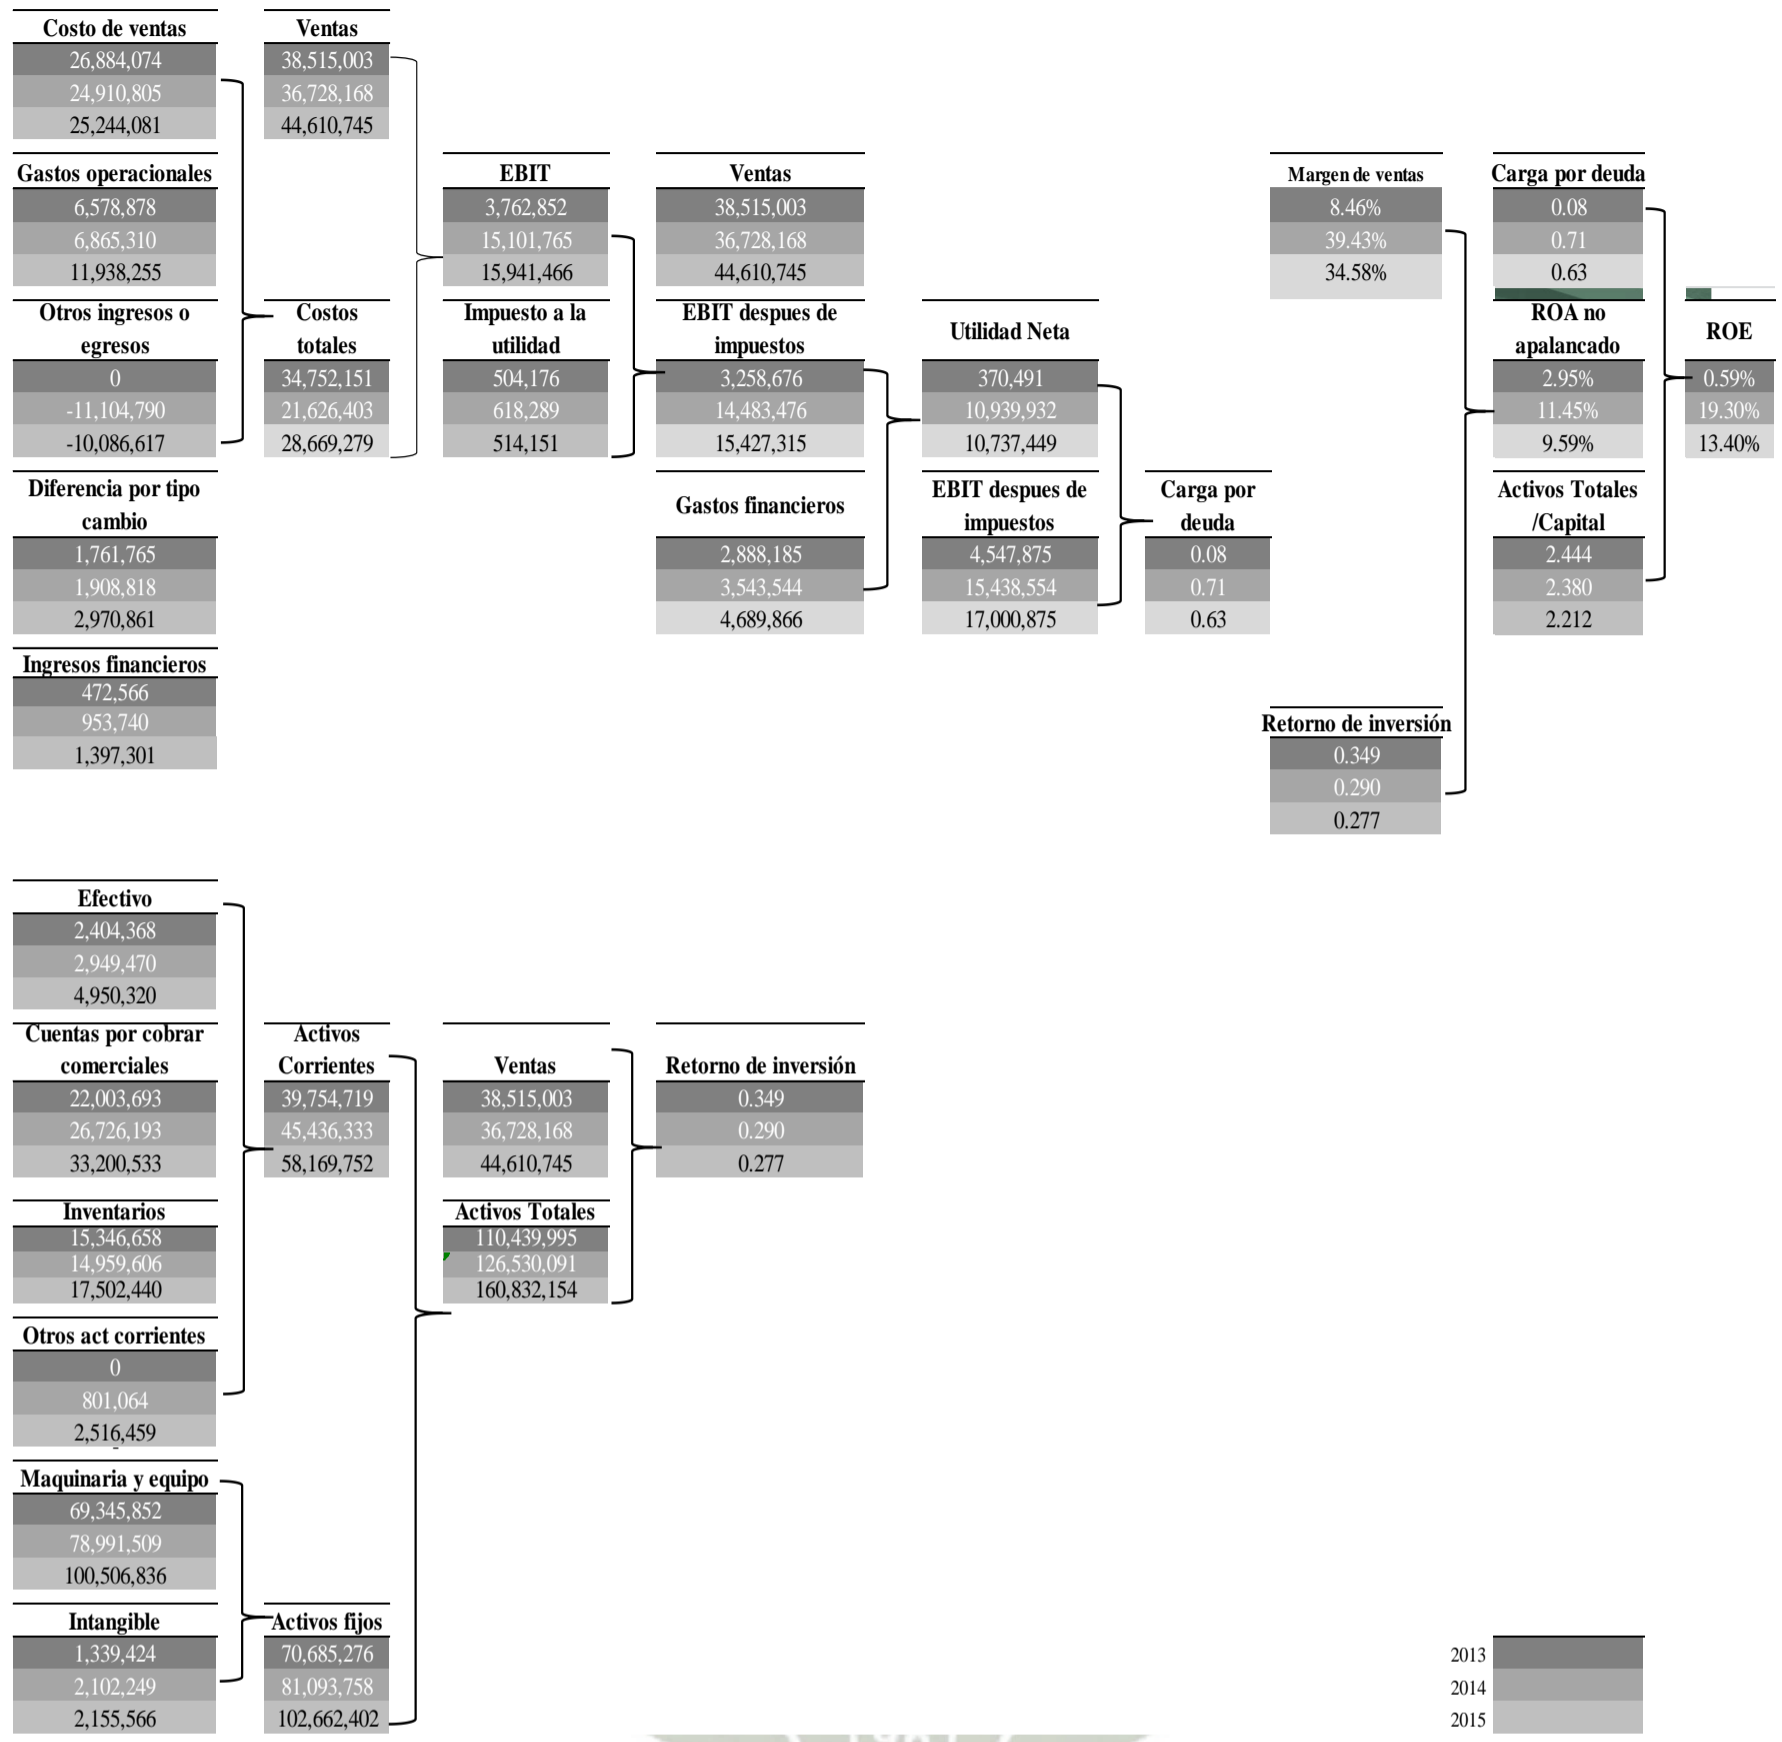 Costo de ventas
26,884,074
24,910,805
25,244,081
Ventas
38,515,003
36,728,168
44,610,745
Gastos operacionales
6,578,878
6,865,310
11,938,255
EBIT
3,762,852
15,101,765
15,941,466
Ventas
38,515,003
36,728,168
44,610,745
Margen de ventas
8.46%
39.43%
34.58%
Carga por deuda
0.08
0.71
0.63
Otros ingresos o
egresos
0
-11,104,790
-10,086,617
Costos
totales
34,752,151
21,626,403
28,669,279
Impuesto a la
utilidad
504,176
618,289
514,151
EBIT despues de
impuestos
3,258,676
14,483,476
15,427,315
Utilidad Neta
370,491
10,939,932
10,737,449
ROA no
apalancado
2.95%
11.45%
9.59%
ROE
0.59%
19.30%
13.40%
Diferencia por tipo
cambio
1,761,765
1,908,818
2,970,861
Gastos financieros
2,888,185
3,543,544
4,689,866
EBIT despues de
impuestos
4,547,875
15,438,554
17,000,875
Carga por
deuda
0.08
0.71
0.63
Activos Totales
/Capital
2.444
2.380
2.212
Ingresos financieros
472,566
953,740
1,397,301
Retorno de inversión
0.349
0.290
0.277
Efectivo
2,404,368
2,949,470
4,950,320
Cuentas por cobrar
comerciales
22,003,693
26,726,193
33,200,533
Activos
Corrientes
39,754,719
45,436,333
58,169,752
Ventas
38,515,003
36,728,168
44,610,745
Retorno de inversión
0.349
0.290
0.277
Inventarios
15,346,658
14,959,606
17,502,440
Activos Totales
110,439,995
126,530,091
160,832,154
Otros act corrientes
0
801,064
2,516,459
-
Maquinaria y equipo
69,345,852
78,991,509
100,506,836
Intangible
1,339,424
2,102,249
2,155,566
Activos fijos
70,685,276
81,093,758
102,662,402
2013
2014
2015